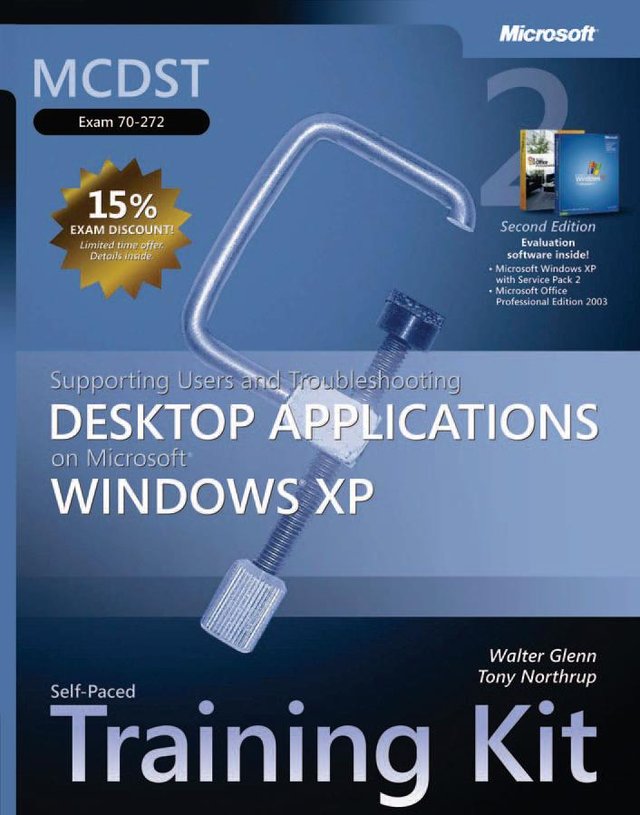 Microsoft
MCDST
Exam 70-272
2
15%
EXAM DISCOUNT!
Limited time offer.
Details inside.
Second Edition
Evaluation
software inside!
• Microsoft Windows XP
with Service Pack 2
• Microsoft Office
Professional Edition 2003
Supporting Users and Troubleshooting
DESKTOP APPLICATIONS
on Microsoft®
WINDOWS XP
Walter Glenn
Tony Northrup
Self-Paced
Training Kit